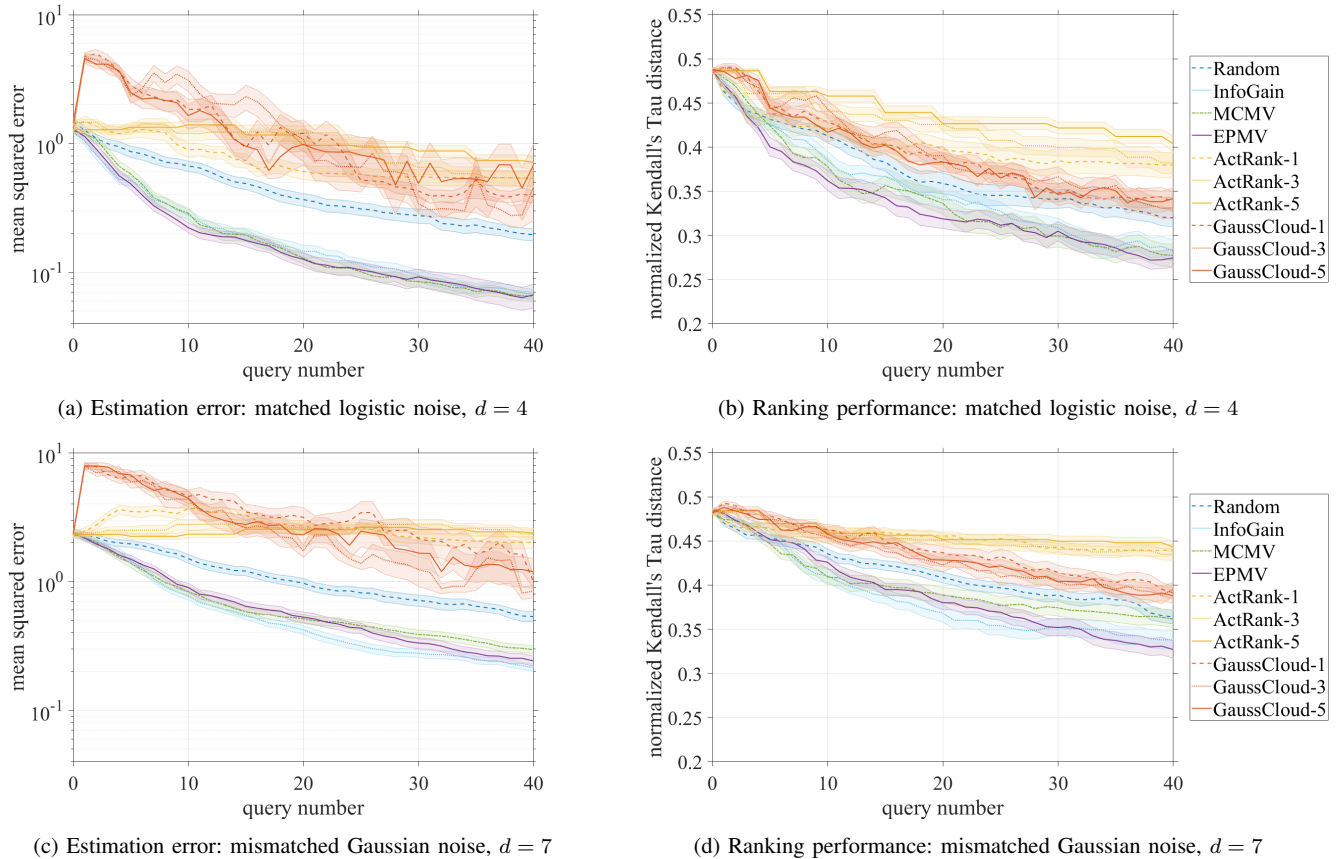 10^1
10^0
10^-1
mean squared error
0 10 20 30 40
query number
(a) Estimation error: matched logistic noise, d = 4
0.55
0.5
0.45
0.4
0.35
0.3
0.25
0.2
normalized Kendall's Tau distance
0 10 20 30 40
query number
(b) Ranking performance: matched logistic noise, d = 4
Random
InfoGain
MCMV
EPMV
ActRank-1
ActRank-3
ActRank-5
GaussCloud-1
GaussCloud-3
GaussCloud-5
10^1
10^0
10^-1
mean squared error
0 10 20 30 40
query number
(c) Estimation error: mismatched Gaussian noise, d = 7
0.55
0.5
0.45
0.4
0.35
0.3
0.25
0.2
normalized Kendall's Tau distance
0 10 20 30 40
query number
(d) Ranking performance: mismatched Gaussian noise, d = 7
Random
InfoGain
MCMV
EPMV
ActRank-1
ActRank-3
ActRank-5
GaussCloud-1
GaussCloud-3
GaussCloud-5